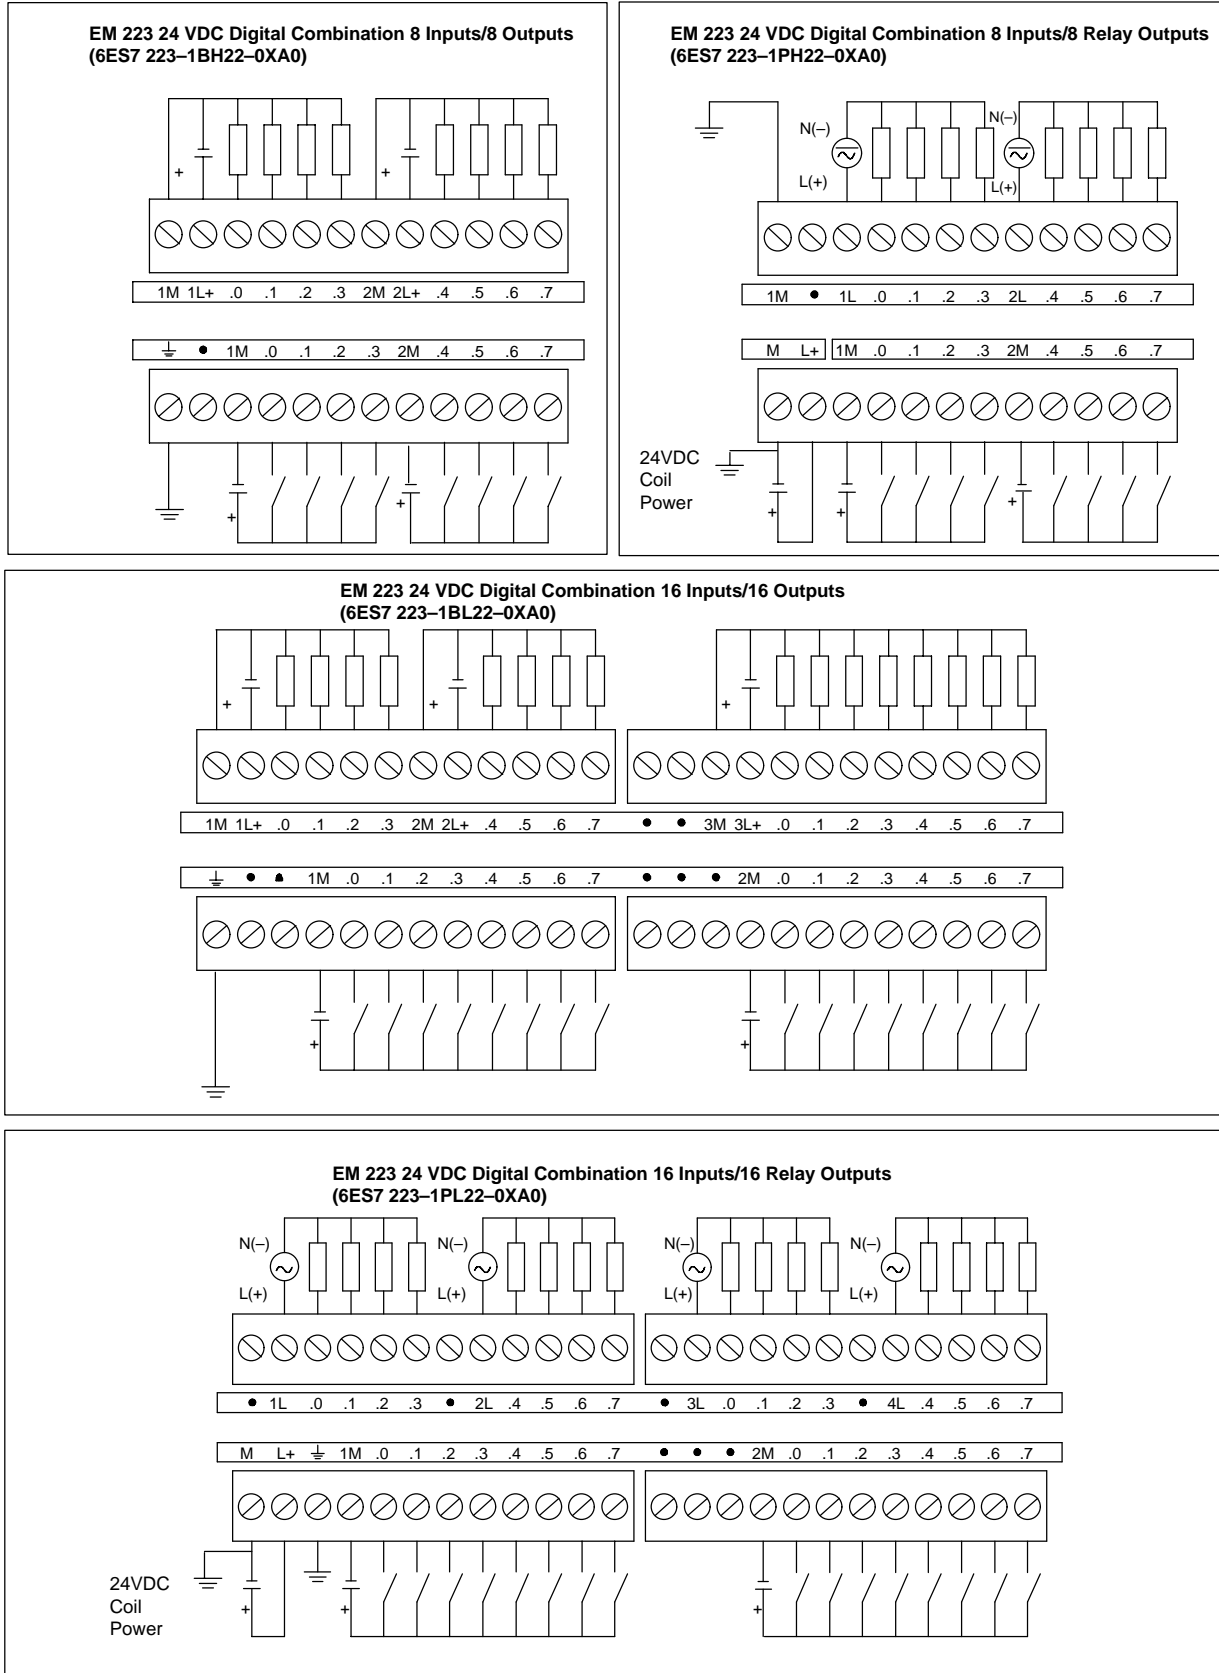 EM 223 24 VDC Digital Combination 8 Inputs/8 Outputs
(6ES7 223–1BH22–0XA0)
+ +
1M 1L+ .0 .1 .2 .3 2M 2L+ .4 .5 .6 .7
1M .0 .1 .2 .3 2M .4 .5 .6 .7
+ +
EM 223 24 VDC Digital Combination 8 Inputs/8 Relay Outputs
(6ES7 223–1PH22–0XA0)
N(–) N(–)
L(+) L(+)
1M 1L .0 .1 .2 .3 2L .4 .5 .6 .7
M L+ 1M .0 .1 .2 .3 2M .4 .5 .6 .7
24VDC
Coil
Power
+ + +
EM 223 24 VDC Digital Combination 16 Inputs/16 Outputs
(6ES7 223–1BL22–0XA0)
+ + +
1M 1L+ .0 .1 .2 .3 2M 2L+ .4 .5 .6 .7 3M 3L+ .0 .1 .2 .3 .4 .5 .6 .7
1M .0 .1 .2 .3 .4 .5 .6 .7 2M .0 .1 .2 .3 .4 .5 .6 .7
+ +
EM 223 24 VDC Digital Combination 16 Inputs/16 Relay Outputs
(6ES7 223–1PL22–0XA0)
N(–) N(–) N(–) N(–)
L(+) L(+) L(+) L(+)
1L .0 .1 .2 .3 2L .4 .5 .6 .7 3L .0 .1 .2 .3 4L .4 .5 .6 .7
M L+ 1M .0 .1 .2 .3 .4 .5 .6 .7 2M .0 .1 .2 .3 .4 .5 .6 .7
24VDC
Coil
Power
+ + +